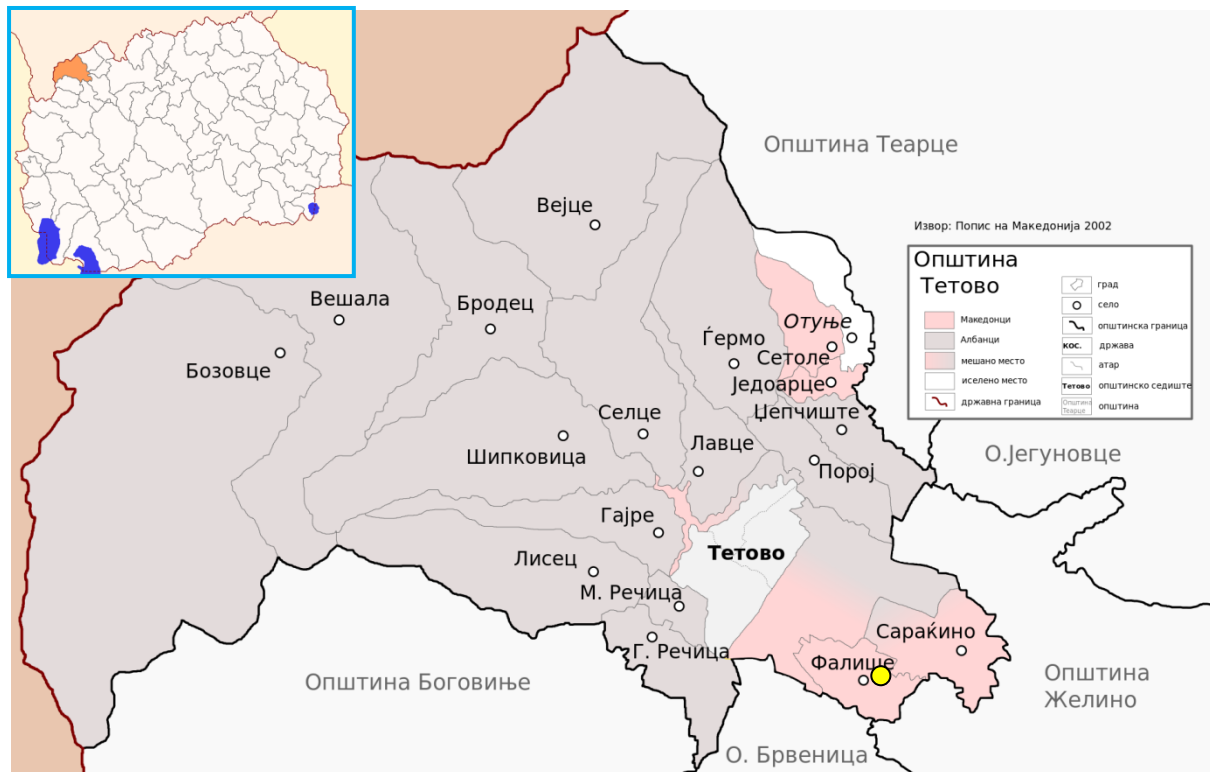 Општина Теарце
Вејце
Извор: Попис на Македонија 2002
Општина
Тетово
Македонци
Албанци
мешано место
иселено место
државна граница
град
село
општинска граница
кос.
држава
атар
Тетово
општинско седиште
Општина
Теарце
општина
Вешала
Бродец
Отуње
Ѓермо
Сетоле
Бозовце
Једоарце
Селце
Џепчиште
Шипковица
Лавце
Порој
О.Јегуновце
Гајре
Тетово
Лисец
М. Речица
Сараќино
Г. Речица
Фалише
Општина Боговиње
Општина
Желино
О. Брвеница